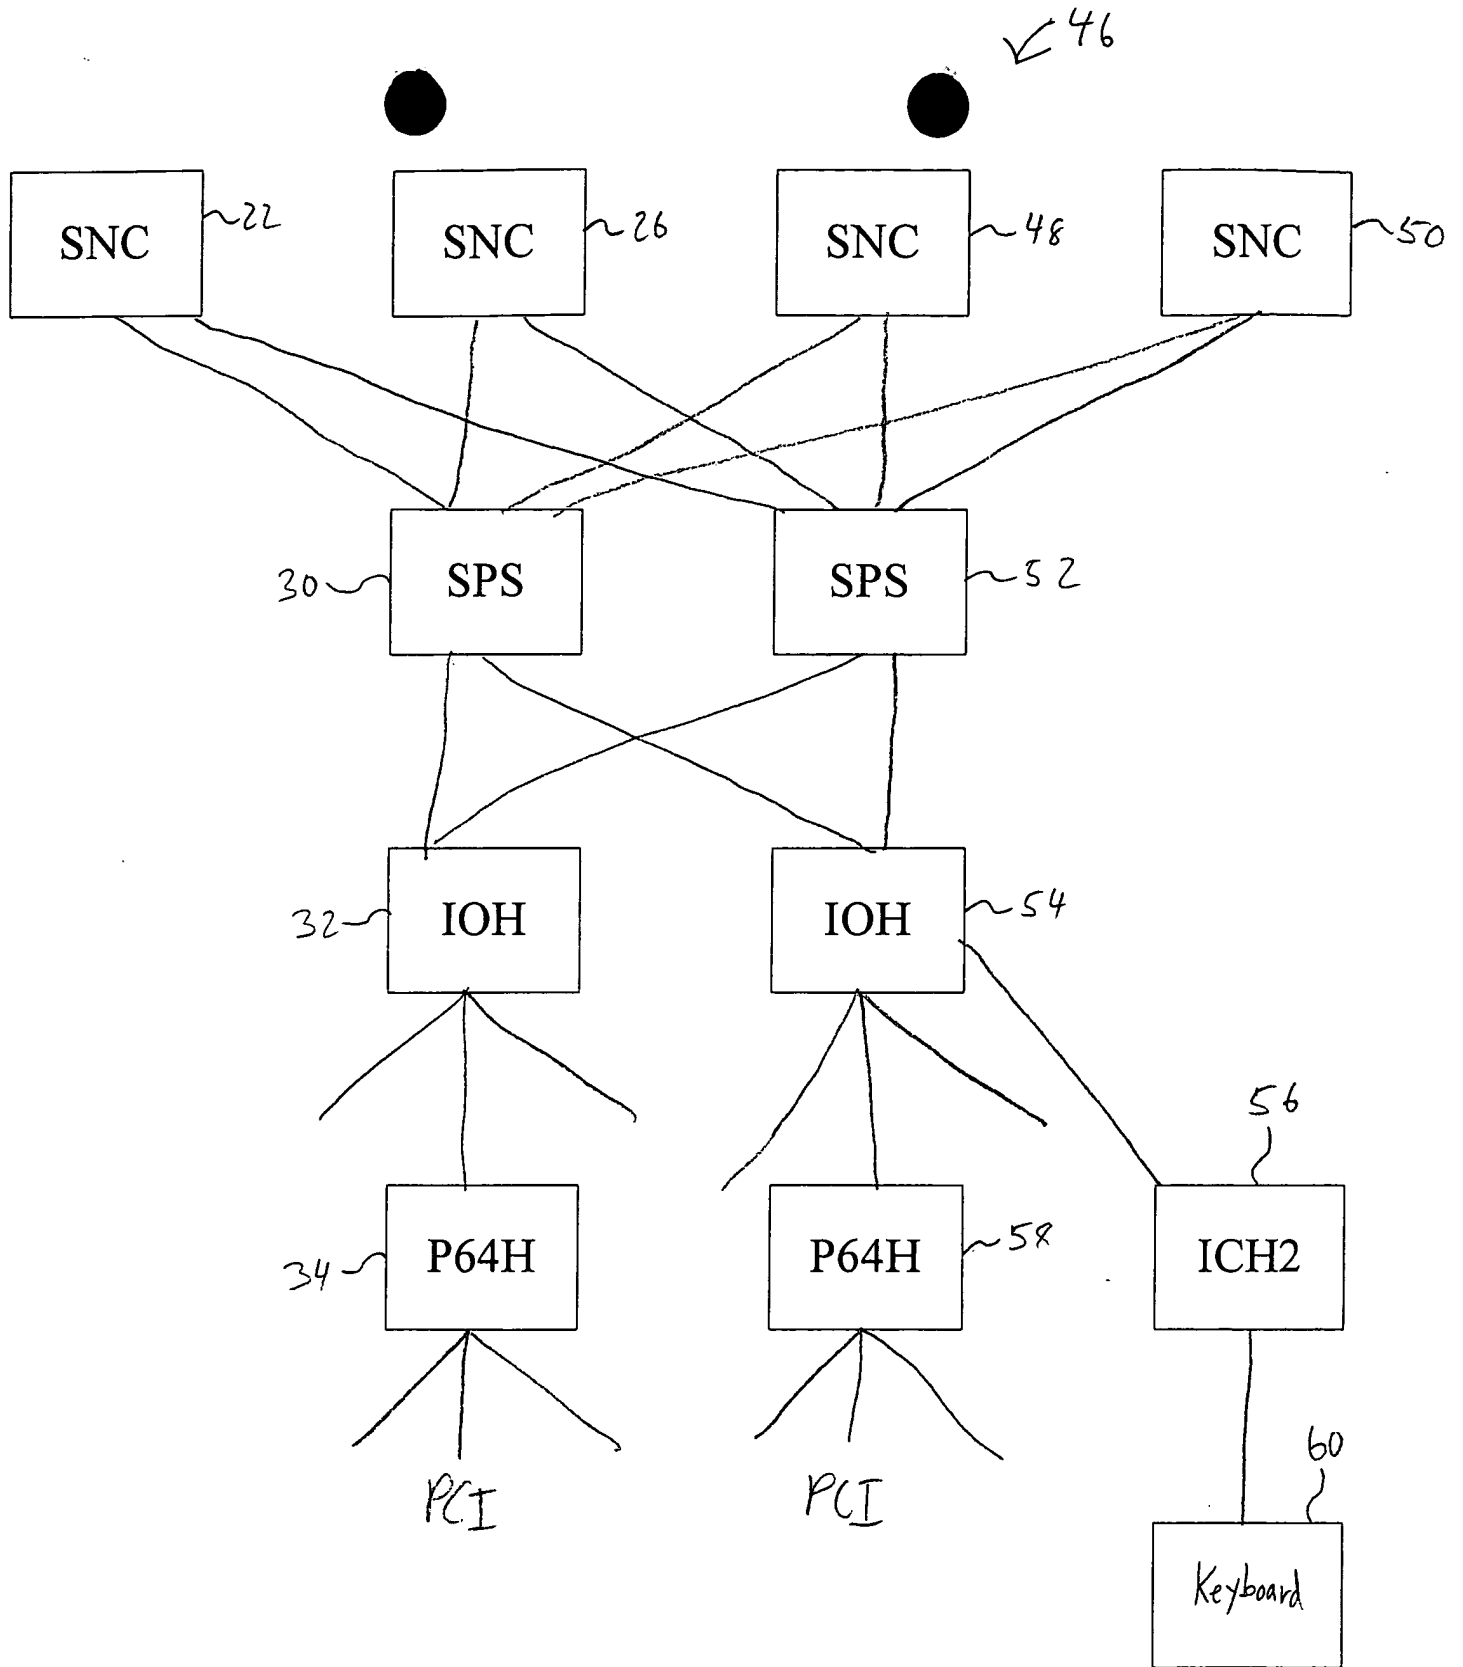 46
SNC 22
SNC 26
SNC 48
SNC 50
30 SPS
SPS 52
32 IOH
IOH 54
56
34 P64H
P64H 58
ICH2
60
PCI
PCI
Keyboard